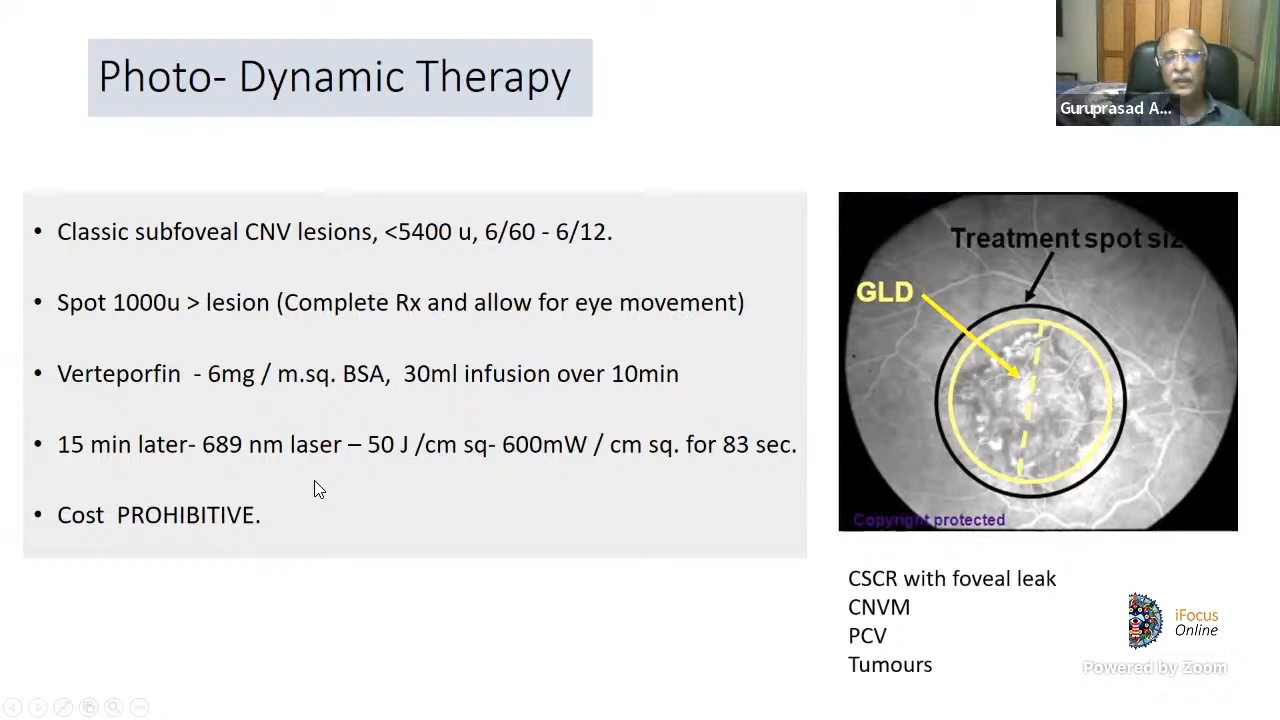 Photo- Dynamic Therapy
Guruprasad A...
• Classic subfoveal CNV lesions, <5400 u, 6/60 - 6/12.
• Spot 1000u > lesion (Complete Rx and allow for eye movement)
• Verteporfin - 6mg / m.sq. BSA, 30ml infusion over 10min
• 15 min later- 689 nm laser – 50 J /cm sq- 600mW / cm sq. for 83 sec.
• Cost PROHIBITIVE.
Treatment spot siz
GLD
Copyright protected
CSCR with foveal leak
CNVM
PCV
Tumours
iFocus
Online
Powered by Zoom